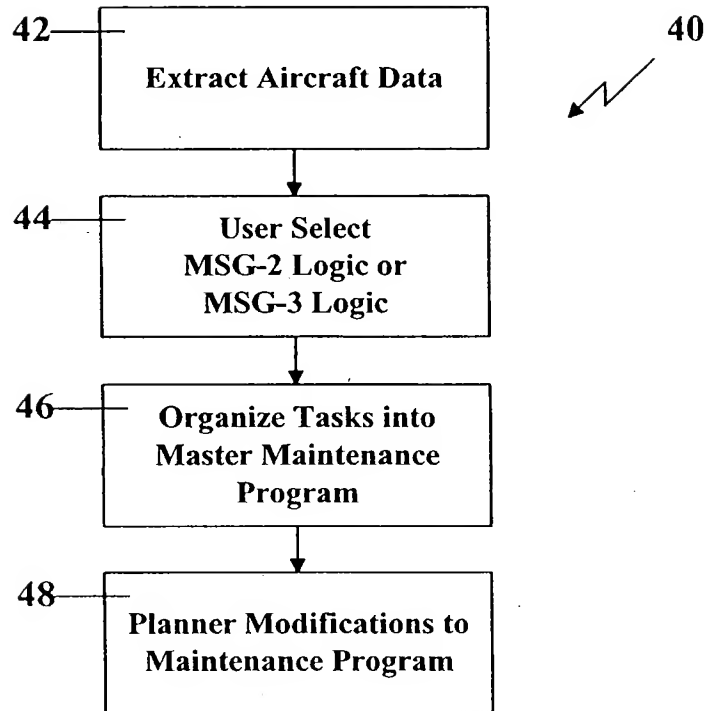 42
40
Extract Aircraft Data
44
User Select
MSG-2 Logic or
MSG-3 Logic
46
Organize Tasks into
Master Maintenance
Program
48
Planner Modifications to
Maintenance Program